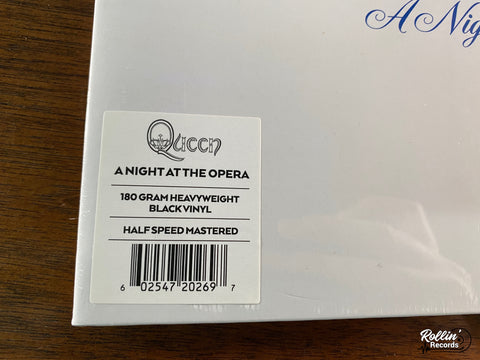 A Nig
Queen
A NIGHT AT THE OPERA
180 GRAM HEAVYWEIGHT
BLACK VINYL
HALF SPEED MASTERED
6 02547 20269 7
Rollin'
Records